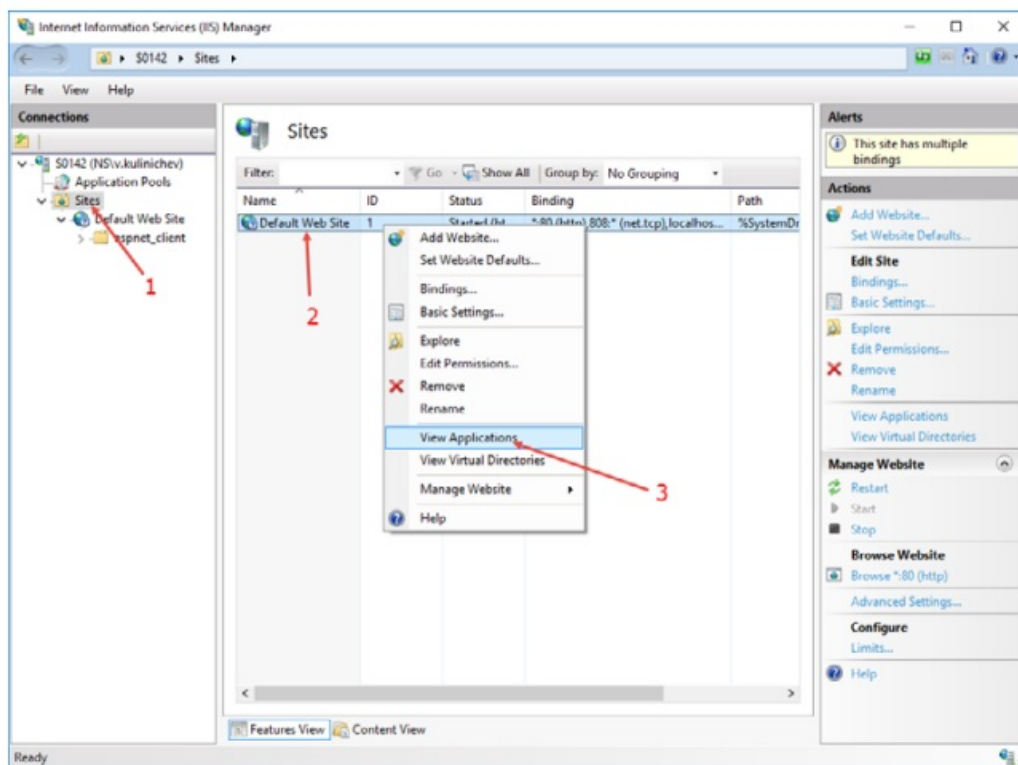 Internet Information Services (IIS) Manager
S0142 Sites
File View Help
Connections
S0142 (NS\v.kulinichev)
Application Pools
Sites
Default Web Site
aspnet_client
1
Sites
Filter: Go Show All Group by: No Grouping
Name ID Status Binding Path
Default Web Site 1 Started (ht... *:80 (http),808:* (net.tcp),localhos... %SystemDr
2
Add Website...
Set Website Defaults...
Bindings...
Basic Settings...
Explore
Edit Permissions...
Remove
Rename
View Applications
View Virtual Directories
Manage Website
Help
3
Features View Content View
Alerts
This site has multiple
bindings
Actions
Add Website...
Set Website Defaults...
Edit Site
Bindings...
Basic Settings...
Explore
Edit Permissions...
Remove
Rename
View Applications
View Virtual Directories
Manage Website
Restart
Start
Stop
Browse Website
Browse *:80 (http)
Advanced Settings...
Configure
Limits...
Help
Ready